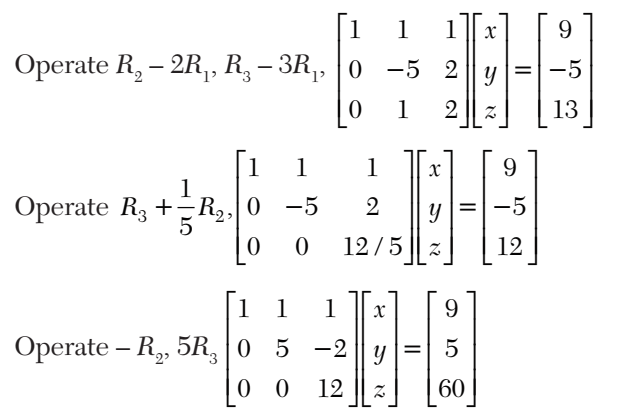 Operate R₂ – 2R₁, R₃ – 3R₁, [1 1 1; 0 −5 2; 0 1 2] [x; y; z] = [9; −5; 13]
Operate R₃ + 1/5 R₂, [1 1 1; 0 −5 2; 0 0 12 / 5] [x; y; z] = [9; −5; 12]
Operate – R₂, 5R₃ [1 1 1; 0 5 −2; 0 0 12] [x; y; z] = [9; 5; 60]